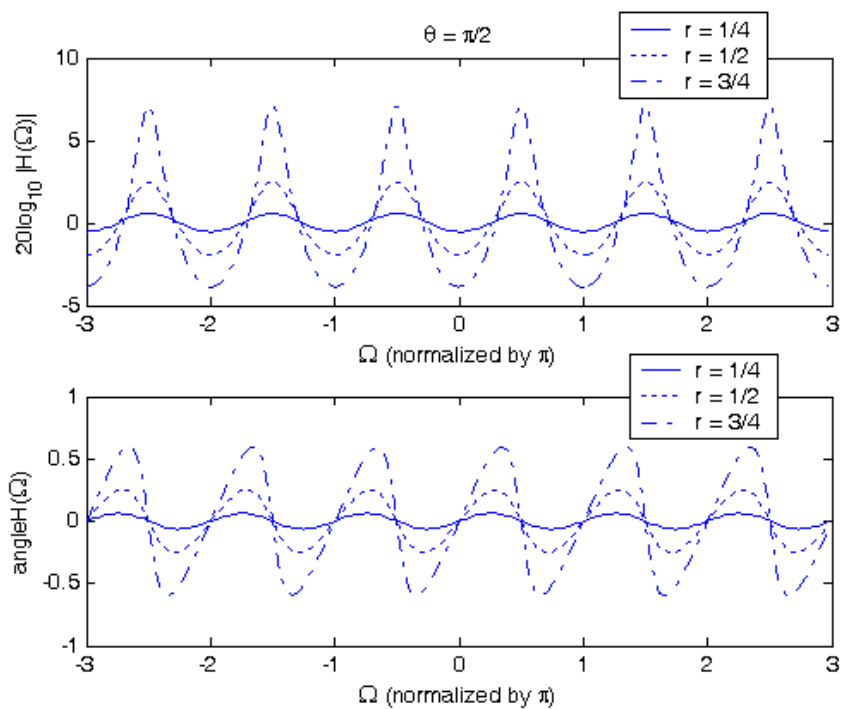 θ = π/2
r = 1/4
r = 1/2
r = 3/4
10
5
0
-5
20log10 |H(Ω)|
-3
-2
-1
0
1
2
3
Ω (normalized by π)
r = 1/4
r = 1/2
r = 3/4
1
0.5
0
-0.5
-1
angleH(Ω)
-3
-2
-1
0
1
2
3
Ω (normalized by π)